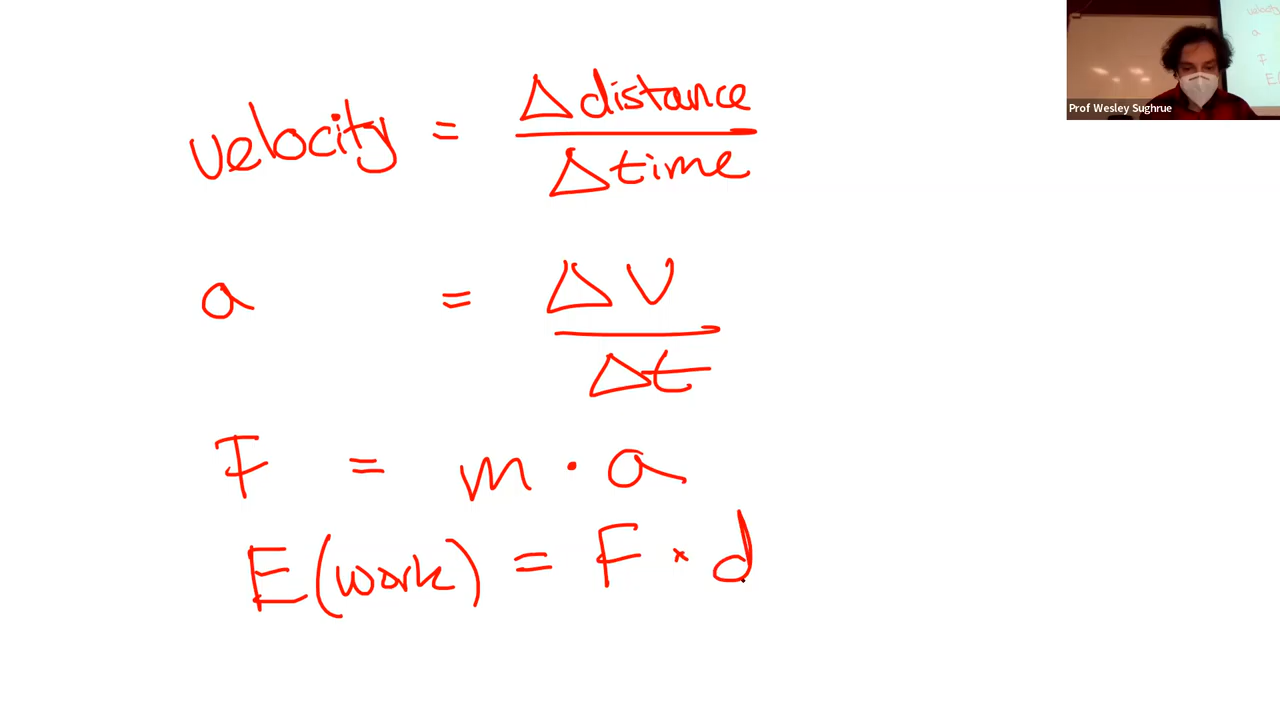 velocity = Δdistance / Δtime
a = ΔV / Δt
F = m · a
E (work) = F * d
Prof Wesley Sughrue